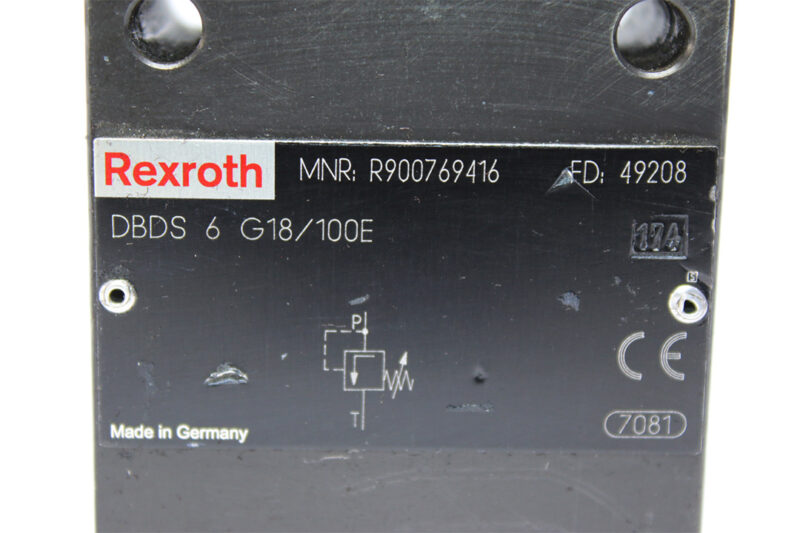 Rexroth MNR: R900769416 FD: 49208
DBDS 6 G18/100E
174
S
P
T
CE
Made in Germany
7081